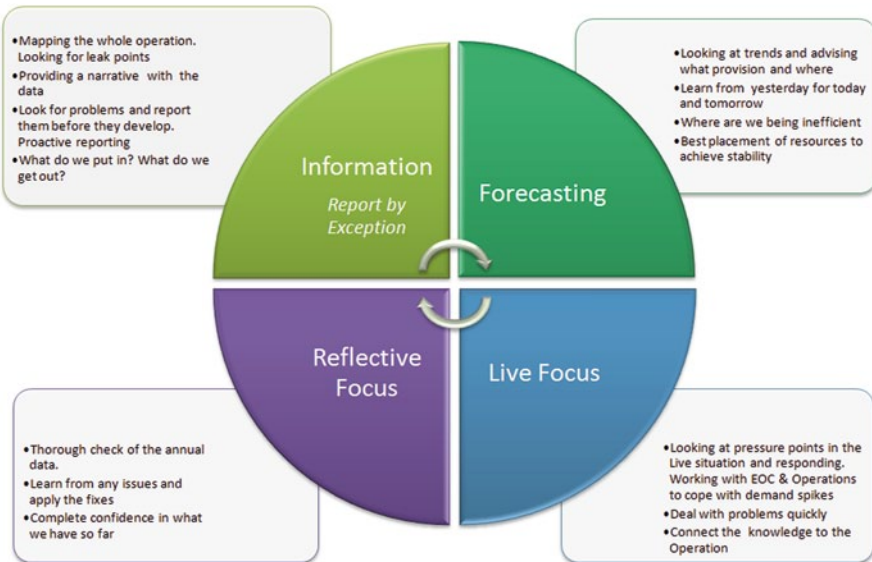 •Mapping the whole operation.
Looking for leak points
•Providing a narrative with the
data
•Look for problems and report
them before they develop.
Proactive reporting
•What do we put in? What do we
get out?
Information
Report by
Exception
Forecasting
•Looking at trends and advising
what provision and where
•Learn from yesterday for today
and tomorrow
•Where are we being inefficient
•Best placement of resources to
achieve stability
Reflective
Focus
•Thorough check of the annual
data.
•Learn from any issues and
apply the fixes
•Complete confidence in what
we have so far
Live Focus
•Looking at pressure points in the
Live situation and responding.
Working with EOC & Operations
to cope with demand spikes
•Deal with problems quickly
•Connect the knowledge to the
Operation